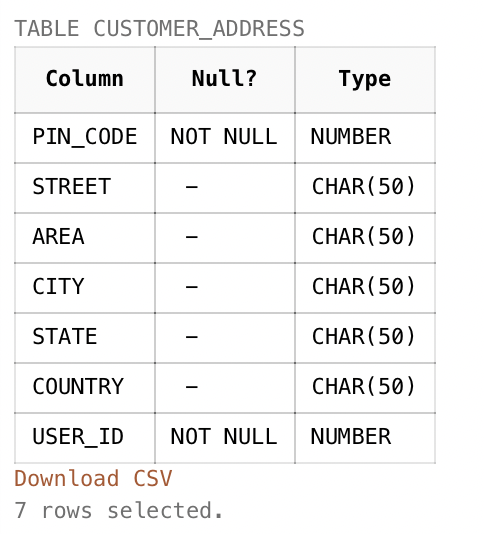 TABLE CUSTOMER_ADDRESS
Column Null? Type
PIN_CODE NOT NULL NUMBER
STREET – CHAR(50)
AREA – CHAR(50)
CITY – CHAR(50)
STATE – CHAR(50)
COUNTRY – CHAR(50)
USER_ID NOT NULL NUMBER
Download CSV
7 rows selected.